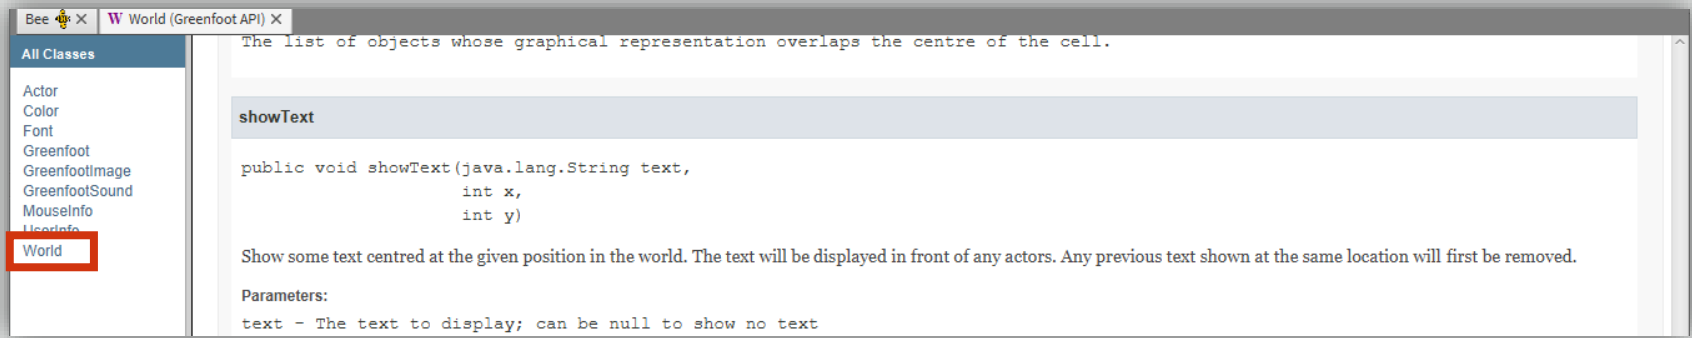 Bee
W World (Greenfoot API)
All Classes
Actor
Color
Font
Greenfoot
GreenfootImage
GreenfootSound
MouseInfo
UserInfo
World
The list of objects whose graphical representation overlaps the centre of the cell.
showText
public void showText(java.lang.String text,
int x,
int y)
Show some text centred at the given position in the world. The text will be displayed in front of any actors. Any previous text shown at the same location will first be removed.
Parameters:
text - The text to display; can be null to show no text